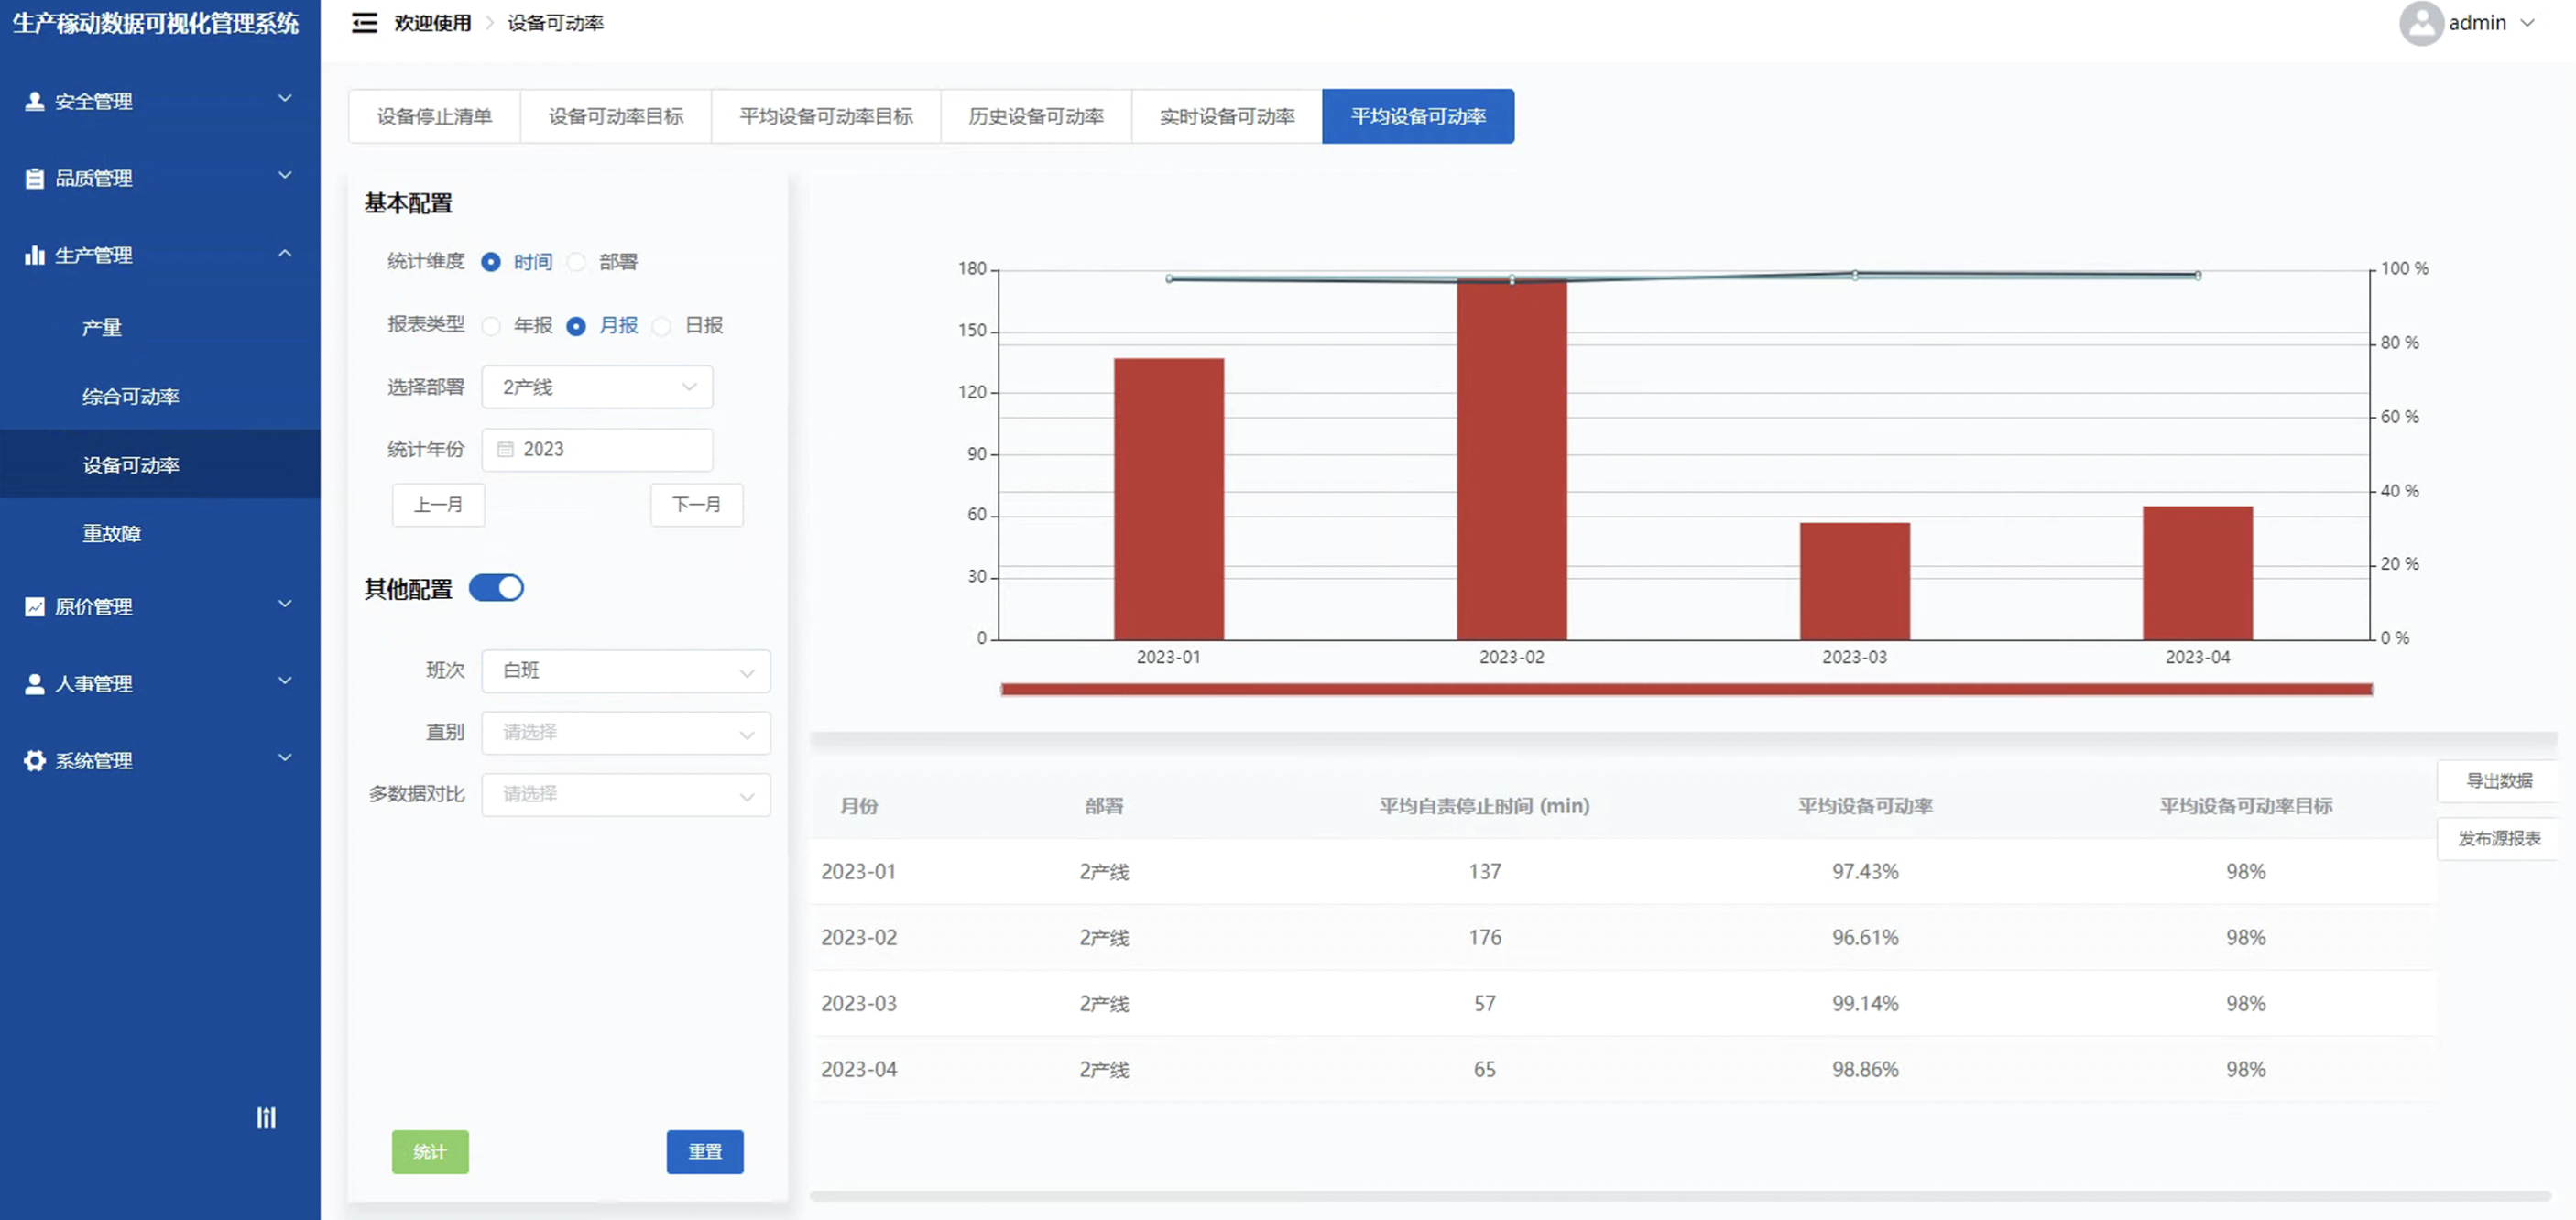 生产稼动数据可视化管理系统
欢迎使用 > 设备可动率
admin
安全管理
品质管理
生产管理
产量
综合可动率
设备可动率
重故障
原价管理
人事管理
系统管理
设备停止清单 设备可动率目标 平均设备可动率目标 历史设备可动率 实时设备可动率 平均设备可动率
基本配置
统计维度 时间 部署
报表类型 年报 月报 日报
选择部署 2产线
统计年份 2023
上一月 下一月
其他配置
班次 白班
直别 请选择
多数据对比 请选择
统计 重置
180 100 %
150
80 %
120
60 %
90
40 %
60
30
20 %
0 0 %
2023-01 2023-02 2023-03 2023-04
导出数据
发布源报表
月份 部署 平均自责停止时间 (min) 平均设备可动率 平均设备可动率目标
2023-01 2产线 137 97.43% 98%
2023-02 2产线 176 96.61% 98%
2023-03 2产线 57 99.14% 98%
2023-04 2产线 65 98.86% 98%